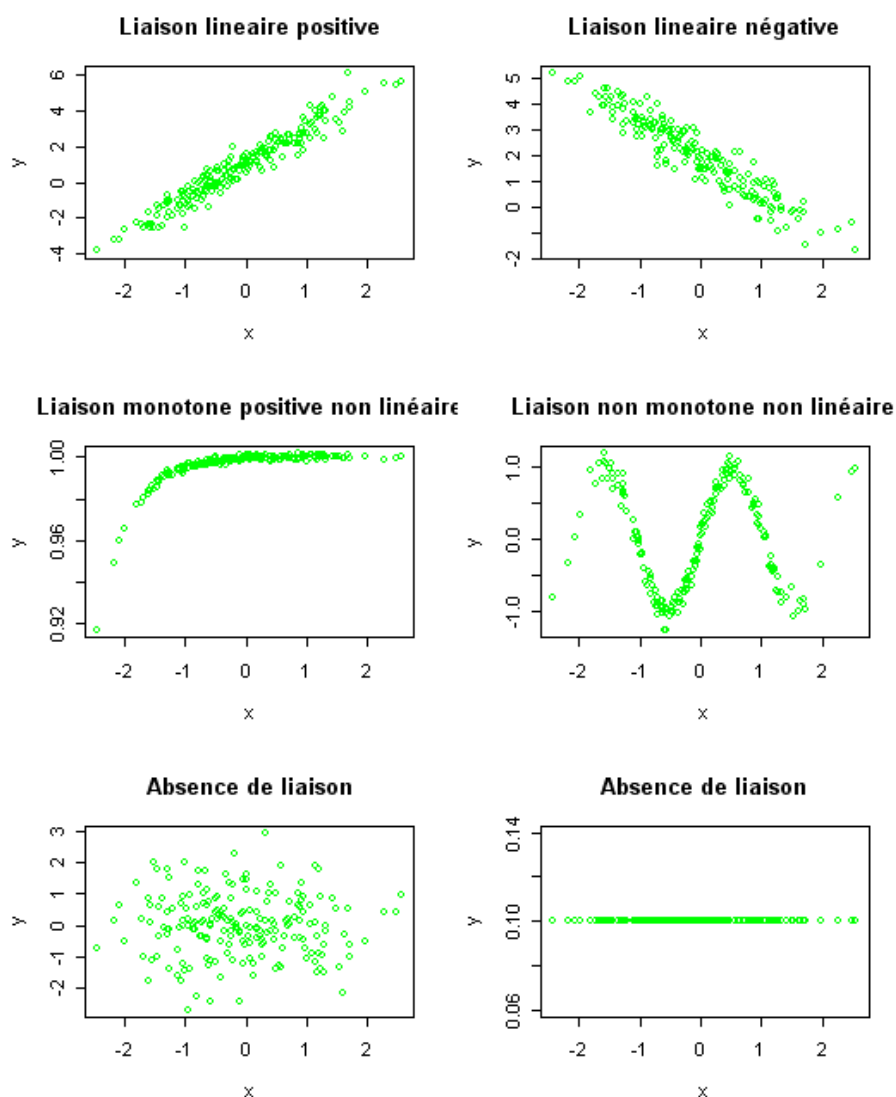 Liaison lineaire positive
y
6
4
2
0
-2
-4
-2 -1 0 1 2
x
Liaison lineaire négative
y
5
4
3
2
1
0
-2
-2 -1 0 1 2
x
Liaison monotone positive non linéaire
y
1.00
0.96
0.92
-2 -1 0 1 2
x
Liaison non monotone non linéaire
y
1.0
0.0
-1.0
-2 -1 0 1 2
x
Absence de liaison
y
3
2
1
0
-1
-2
-2 -1 0 1 2
x
Absence de liaison
y
0.14
0.10
0.06
-2 -1 0 1 2
x